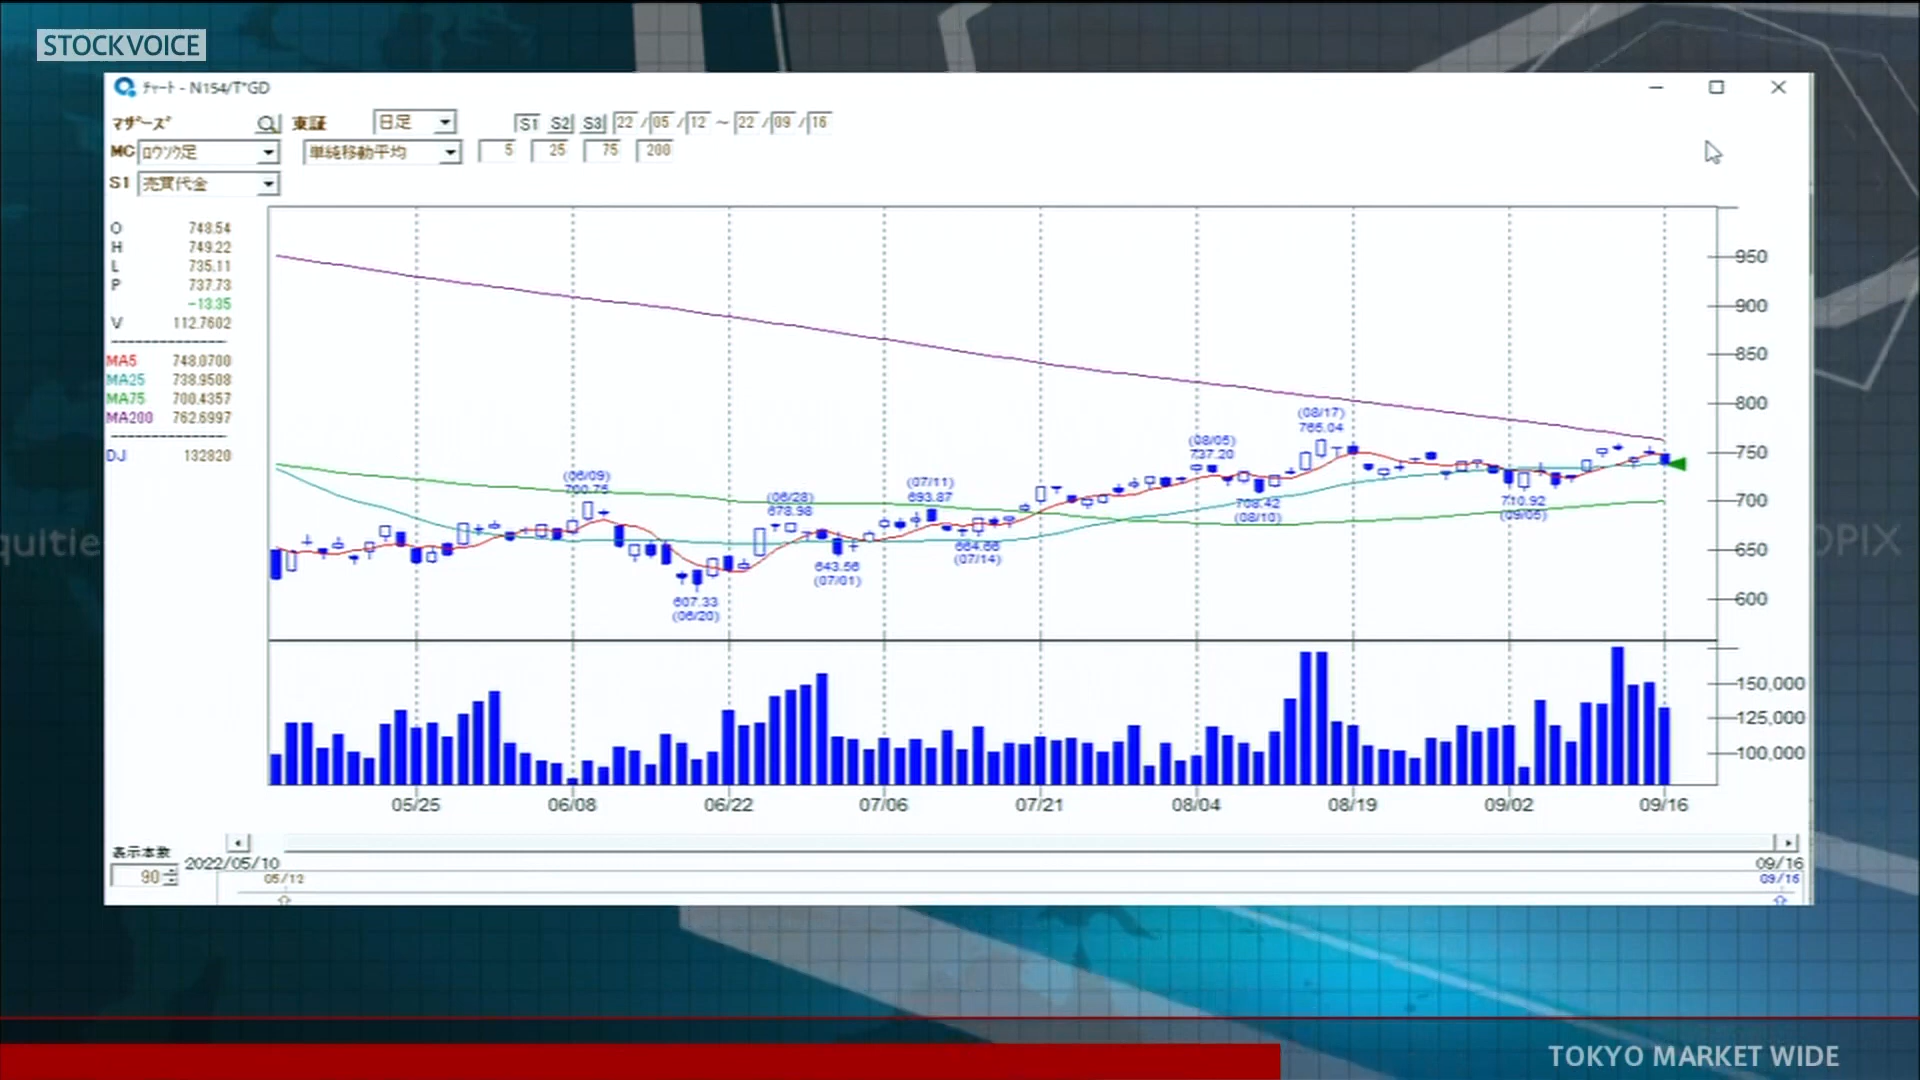 STOCKVOICE
チャート - N154/T*GD
マザーズ 東証 日足 S1 S2 S3 22 /05 /12 ～ 22 /09 /16
MC ロウソク足 単純移動平均 5 25 75 200
S1 売買代金
O 748.54
H 749.22
L 735.11
P 737.73
-13.35
V 112.7602
MA5 748.0700
MA25 738.9508
MA75 700.4357
MA200 762.6997
DJ 132820
950
900
850
800
750
700
650
600
(06/09)
700.75
607.33
(06/20)
(06/28)
678.98
643.56
(07/01)
(07/11)
693.87
664.66
(07/14)
(08/05)
737.20
708.42
(08/10)
(08/17)
765.04
710.92
(09/05)
150,000
125,000
100,000
05/25 06/08 06/22 07/06 07/21 08/04 08/19 09/02 09/16
表示本数
90
2022/05/10 09/16
05/12 09/16
quitie
OPIX
TOKYO MARKET WIDE